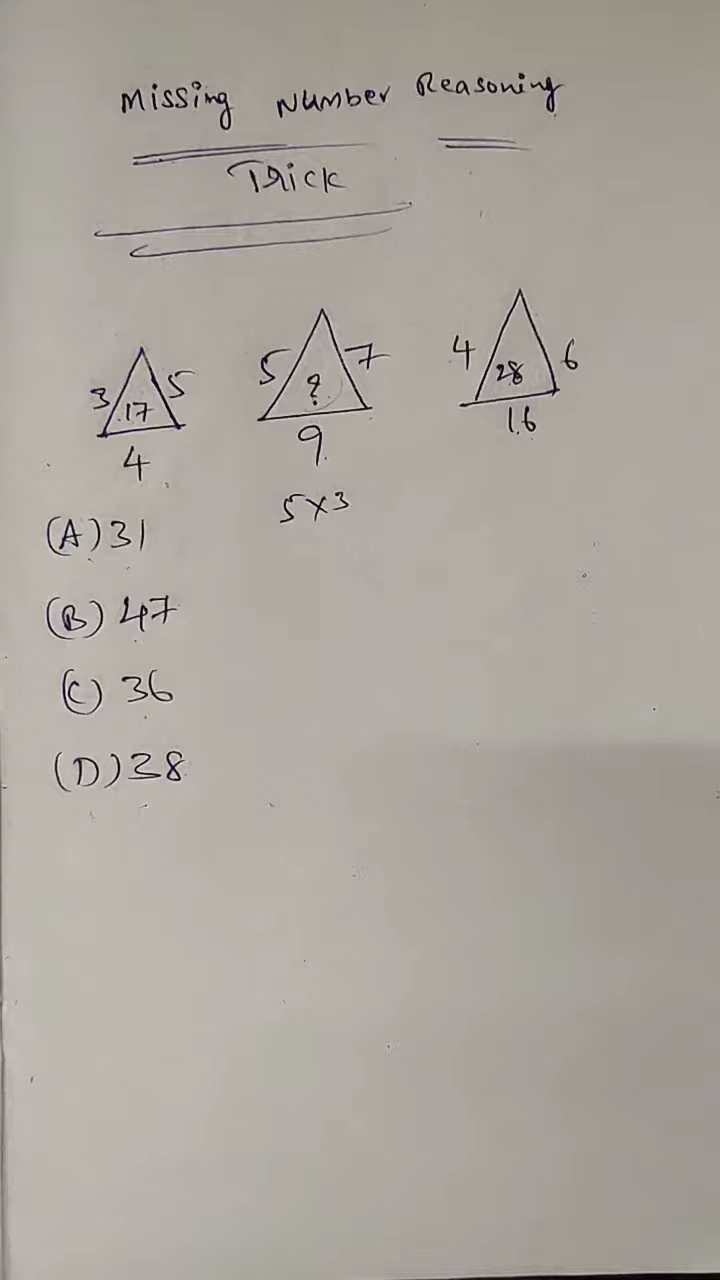 Missing Number Reasoning
Trick
3 17 5
4
5 ? 7
9
4 28 6
16
5×3
(A) 31
(B) 47
(C) 36
(D) 38